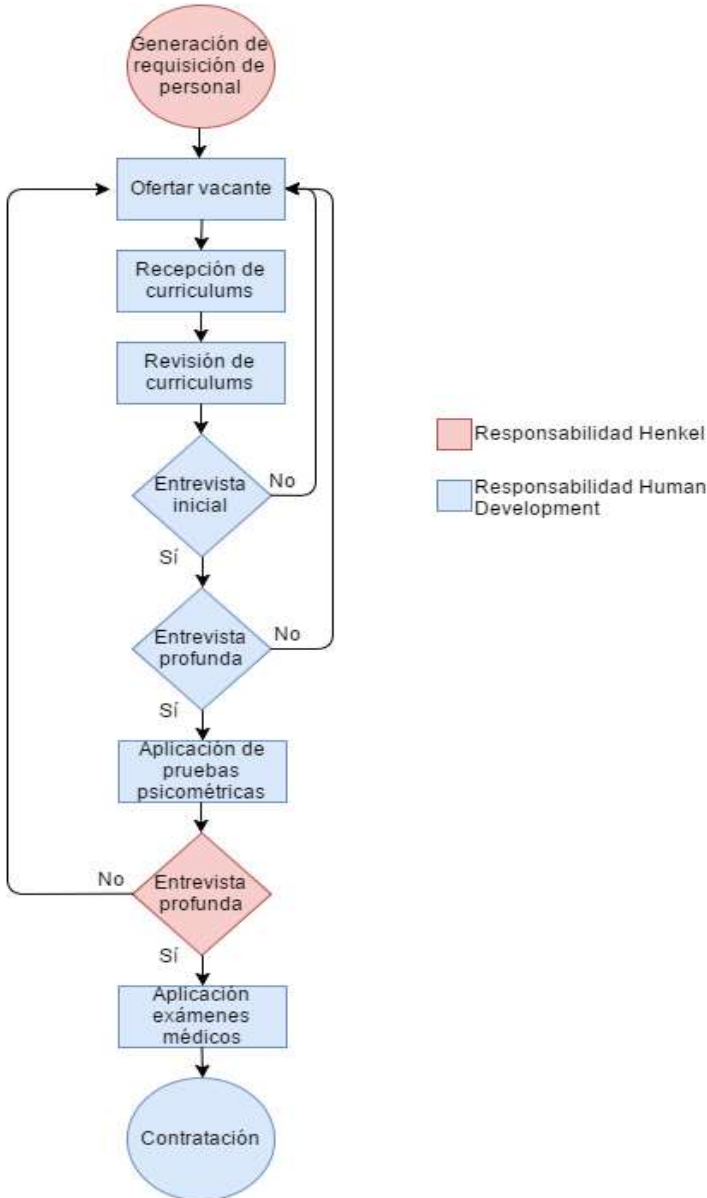 Generación de
requisición de
personal
Ofertar vacante
Recepción de
curriculums
Revisión de
curriculums
Responsabilidad Henkel
Entrevista
inicial
No
Responsabilidad Human
Development
Sí
Entrevista
profunda
No
Sí
Aplicación de
pruebas
psicométricas
No
Entrevista
profunda
Sí
Aplicación
exámenes
médicos
Contratación